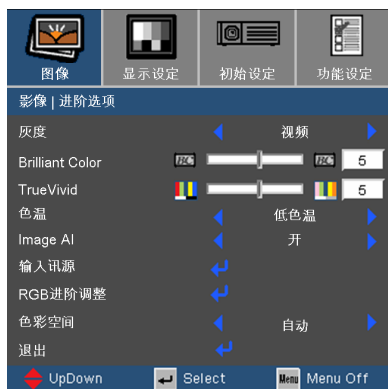 图像 显示设定 初始设定 功能设定
影像 | 进阶选项
灰度 视频
Brilliant Color BC BC 5
TrueVivid 5
色温 低色温
Image AI 开
输入讯源
RGB进阶调整
色彩空间 自动
退出
UpDown Select Menu Menu Off